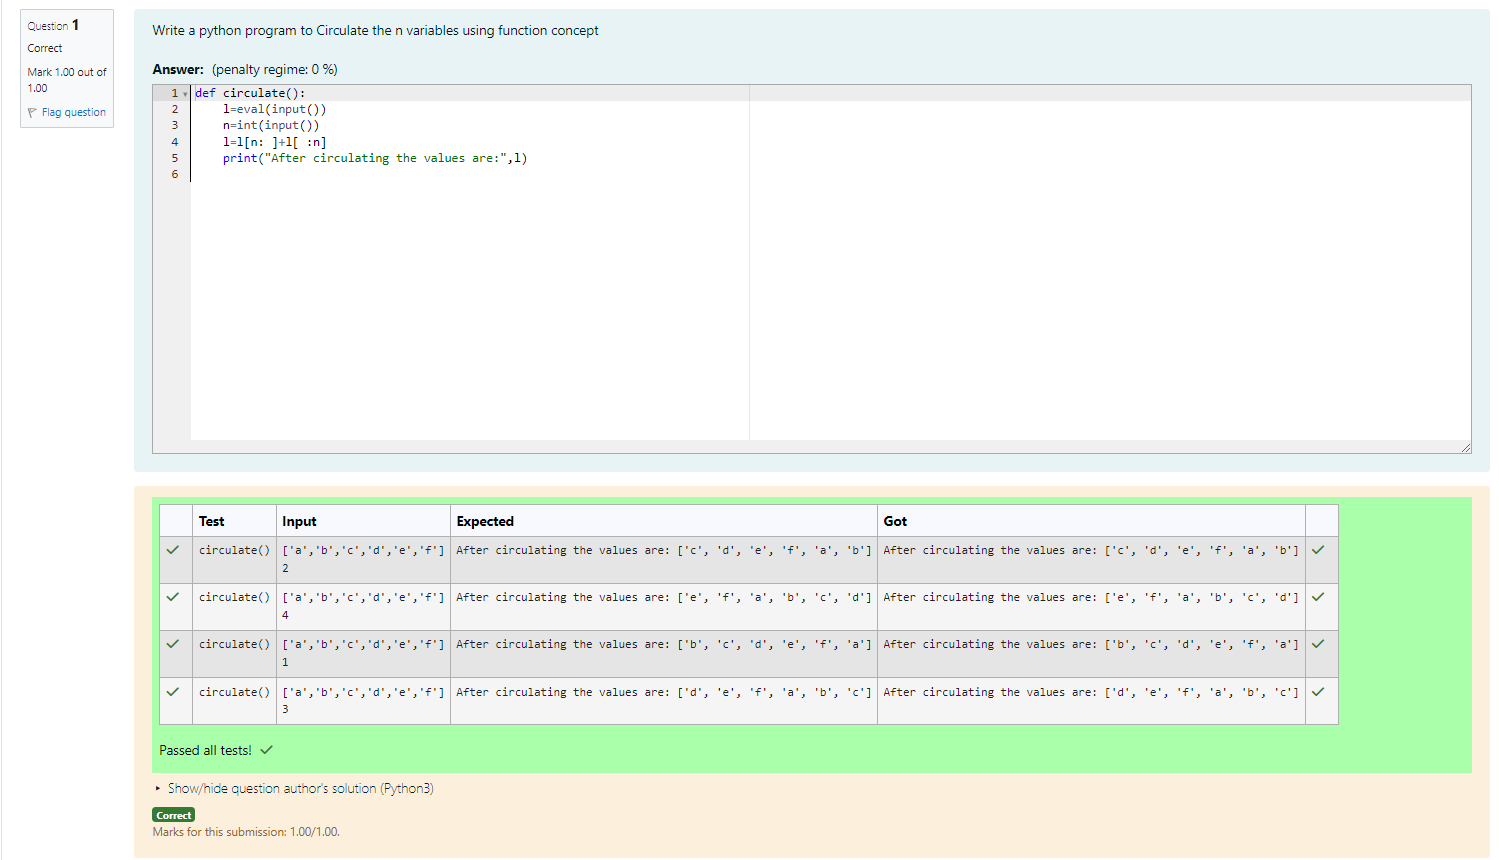 Question 1
Correct
Mark 1.00 out of
1.00
Flag question
Write a python program to Circulate the n variables using function concept
Answer: (penalty regime: 0 %)
1 def circulate():
2     l=eval(input())
3     n=int(input())
4     l=l[n: ]+l[ :n]
5     print("After circulating the values are:",l)
6
Test Input Expected Got
circulate() ['a','b','c','d','e','f'] After circulating the values are: ['c', 'd', 'e', 'f', 'a', 'b'] After circulating the values are: ['c', 'd', 'e', 'f', 'a', 'b']
2
circulate() ['a','b','c','d','e','f'] After circulating the values are: ['e', 'f', 'a', 'b', 'c', 'd'] After circulating the values are: ['e', 'f', 'a', 'b', 'c', 'd']
4
circulate() ['a','b','c','d','e','f'] After circulating the values are: ['b', 'c', 'd', 'e', 'f', 'a'] After circulating the values are: ['b', 'c', 'd', 'e', 'f', 'a']
1
circulate() ['a','b','c','d','e','f'] After circulating the values are: ['d', 'e', 'f', 'a', 'b', 'c'] After circulating the values are: ['d', 'e', 'f', 'a', 'b', 'c']
3
Passed all tests!
Show/hide question author's solution (Python3)
Correct
Marks for this submission: 1.00/1.00.